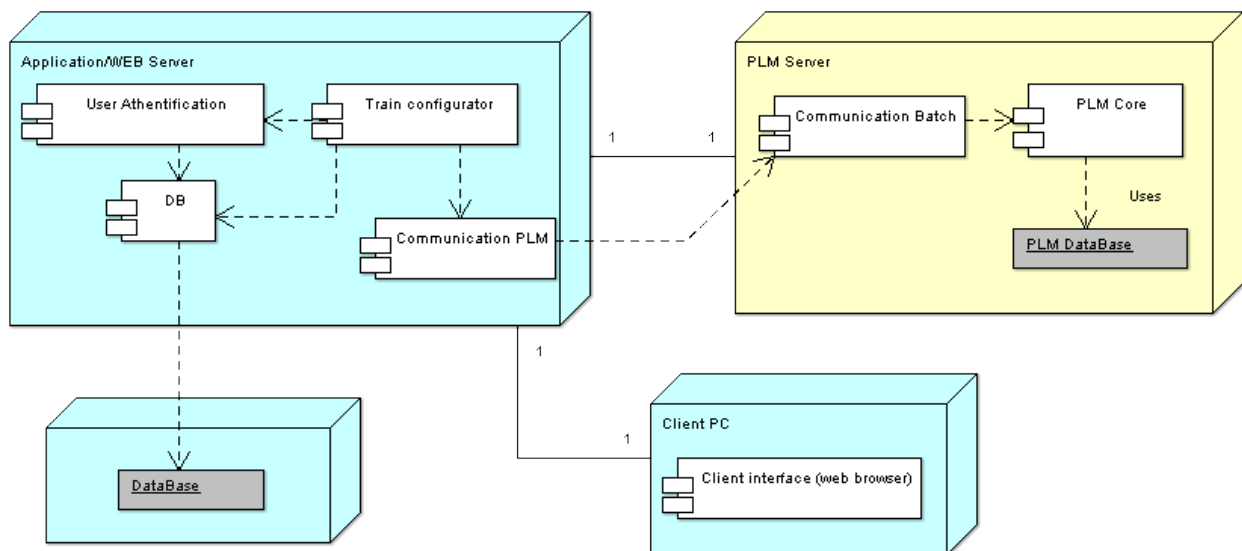 Application/WEB Server
User Athentification
Train configurator
DB
Communication PLM
1
1
PLM Server
Communication Batch
PLM Core
Uses
PLM DataBase
1
1
DataBase
Client PC
Client interface (web browser)